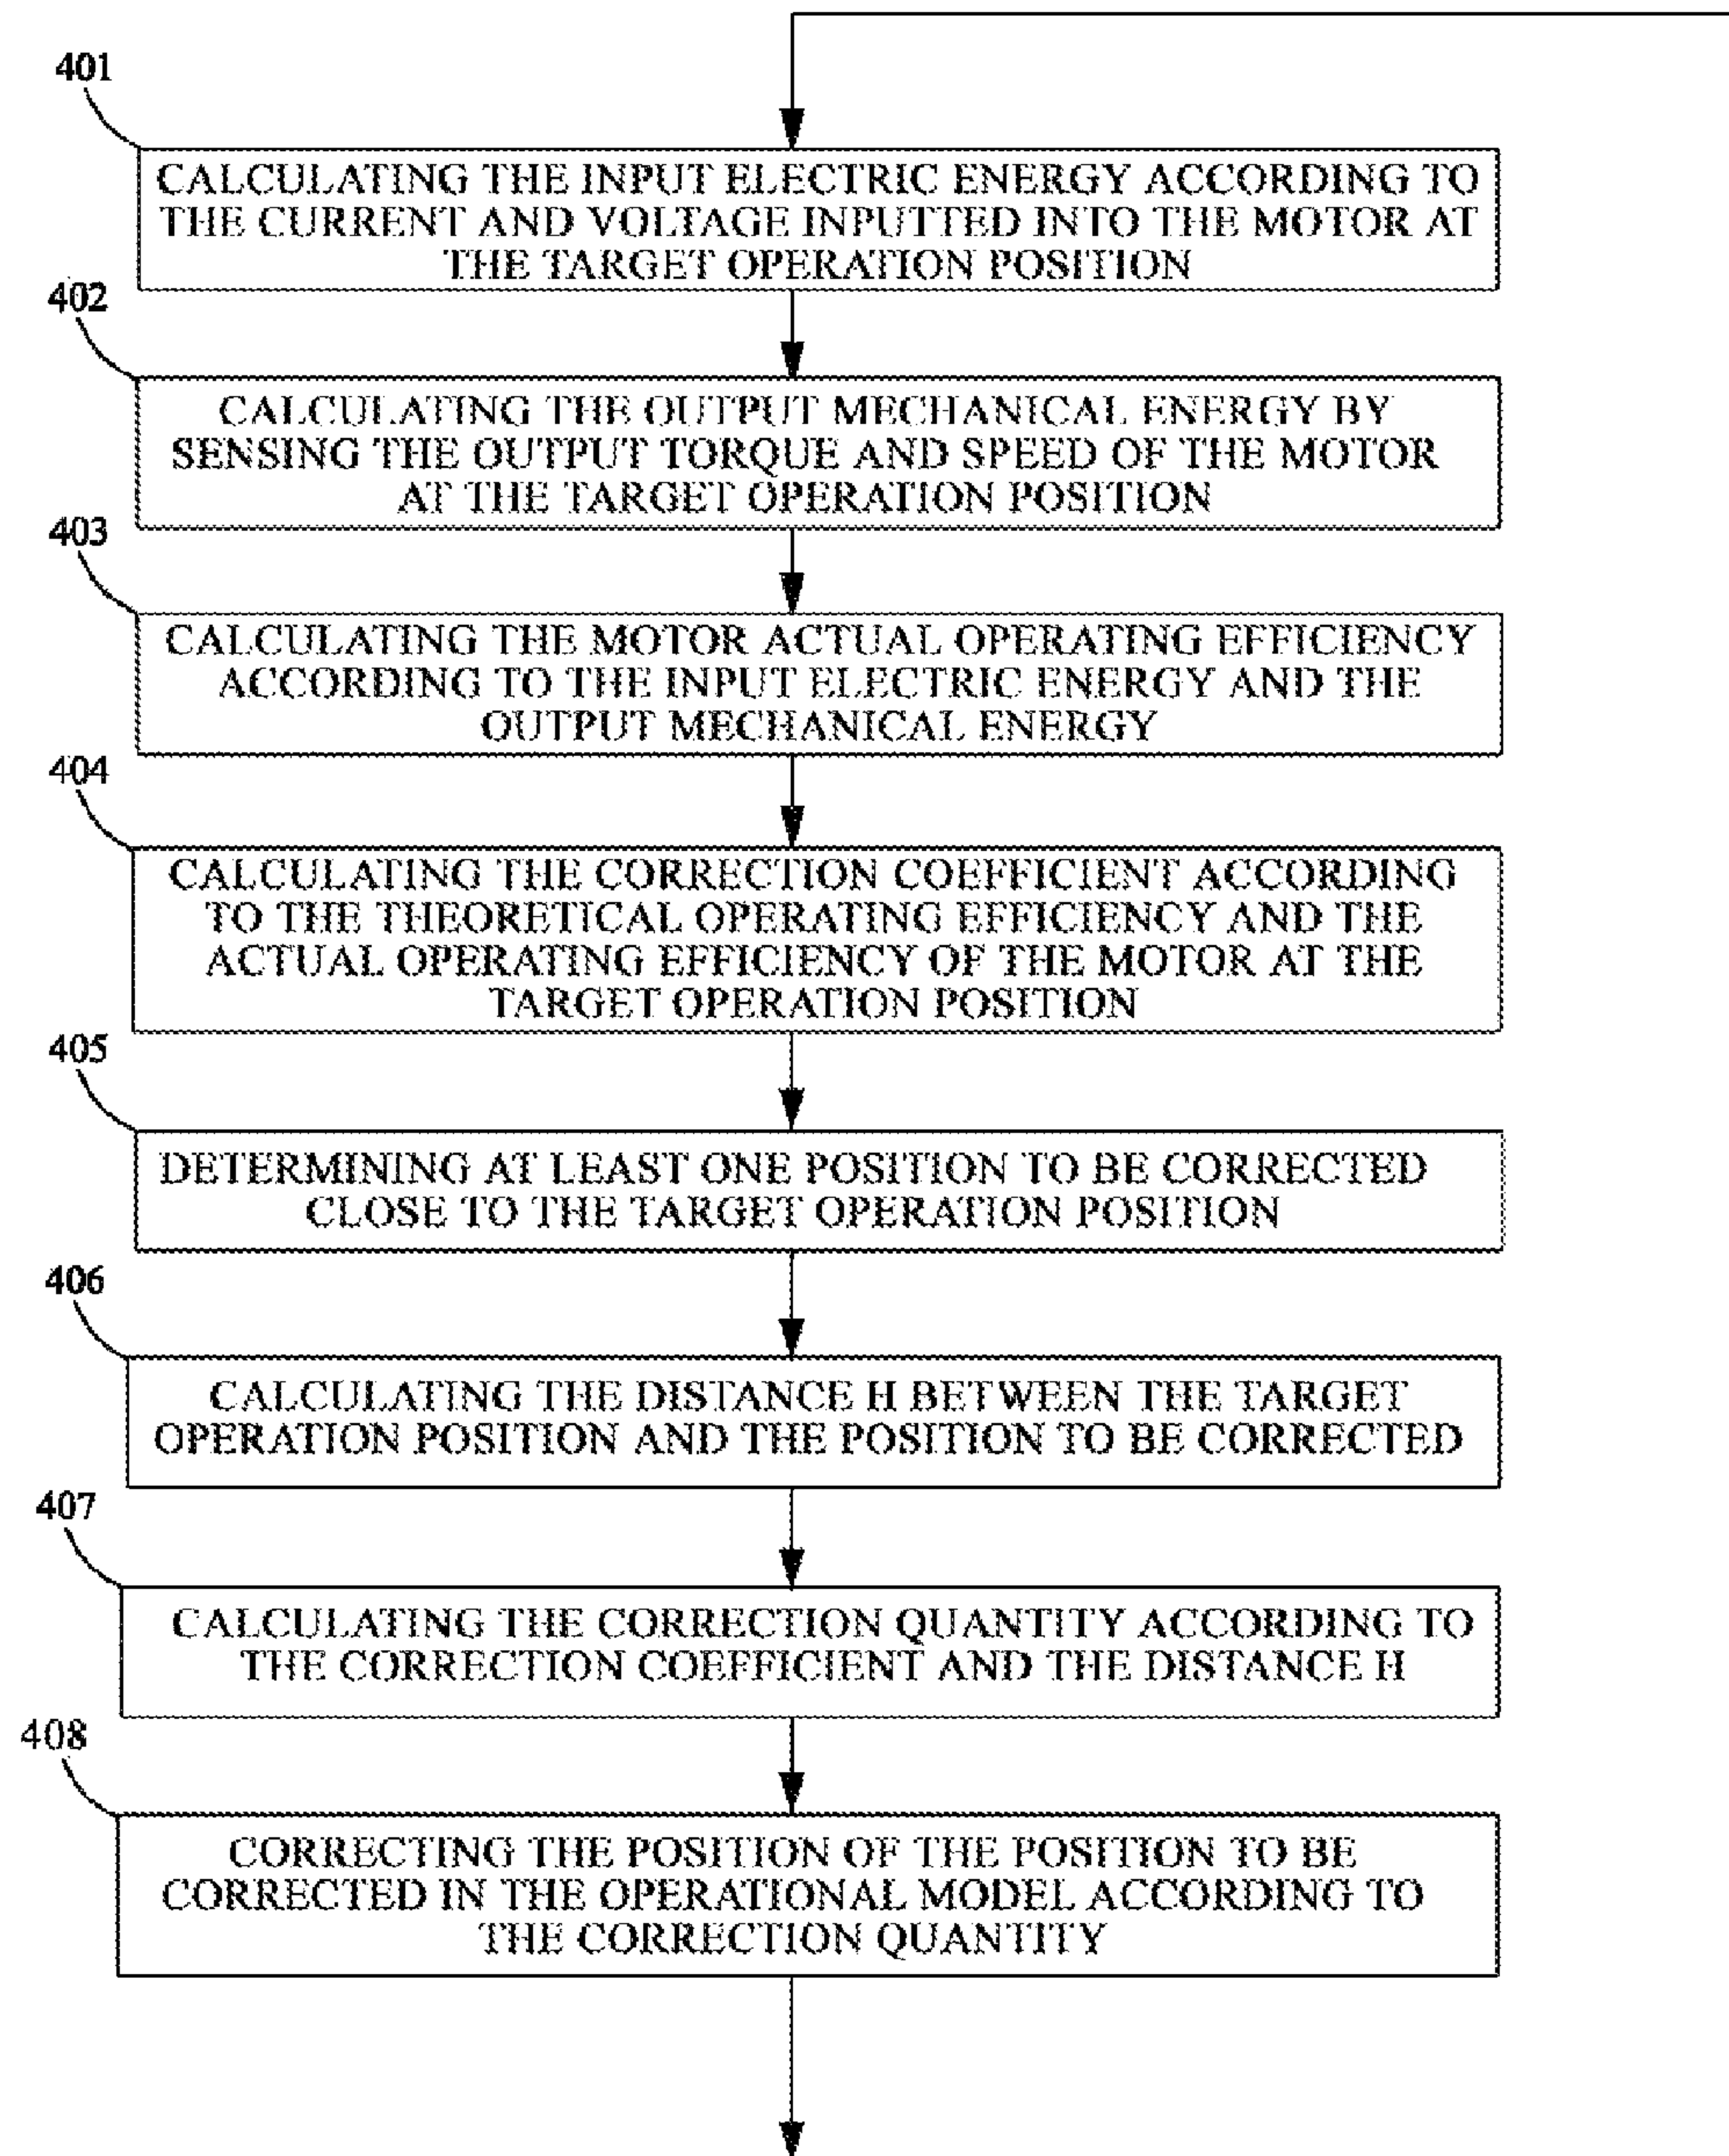 401
CALCULATING THE INPUT ELECTRIC ENERGY ACCORDING TO
THE CURRENT AND VOLTAGE INPUTTED INTO THE MOTOR AT
THE TARGET OPERATION POSITION
402
CALCULATING THE OUTPUT MECHANICAL ENERGY BY
SENSING THE OUTPUT TORQUE AND SPEED OF THE MOTOR
AT THE TARGET OPERATION POSITION
403
CALCULATING THE MOTOR ACTUAL OPERATING EFFICIENCY
ACCORDING TO THE INPUT ELECTRIC ENERGY AND THE
OUTPUT MECHANICAL ENERGY
404
CALCULATING THE CORRECTION COEFFICIENT ACCORDING
TO THE THEORETICAL OPERATING EFFICIENCY AND THE
ACTUAL OPERATING EFFICIENCY OF THE MOTOR AT THE
TARGET OPERATION POSITION
405
DETERMINING AT LEAST ONE POSITION TO BE CORRECTED
CLOSE TO THE TARGET OPERATION POSITION
406
CALCULATING THE DISTANCE H BETWEEN THE TARGET
OPERATION POSITION AND THE POSITION TO BE CORRECTED
407
CALCULATING THE CORRECTION QUANTITY ACCORDING TO
THE CORRECTION COEFFICIENT AND THE DISTANCE H
408
CORRECTING THE POSITION OF THE POSITION TO BE
CORRECTED IN THE OPERATIONAL MODEL ACCORDING TO
THE CORRECTION QUANTITY